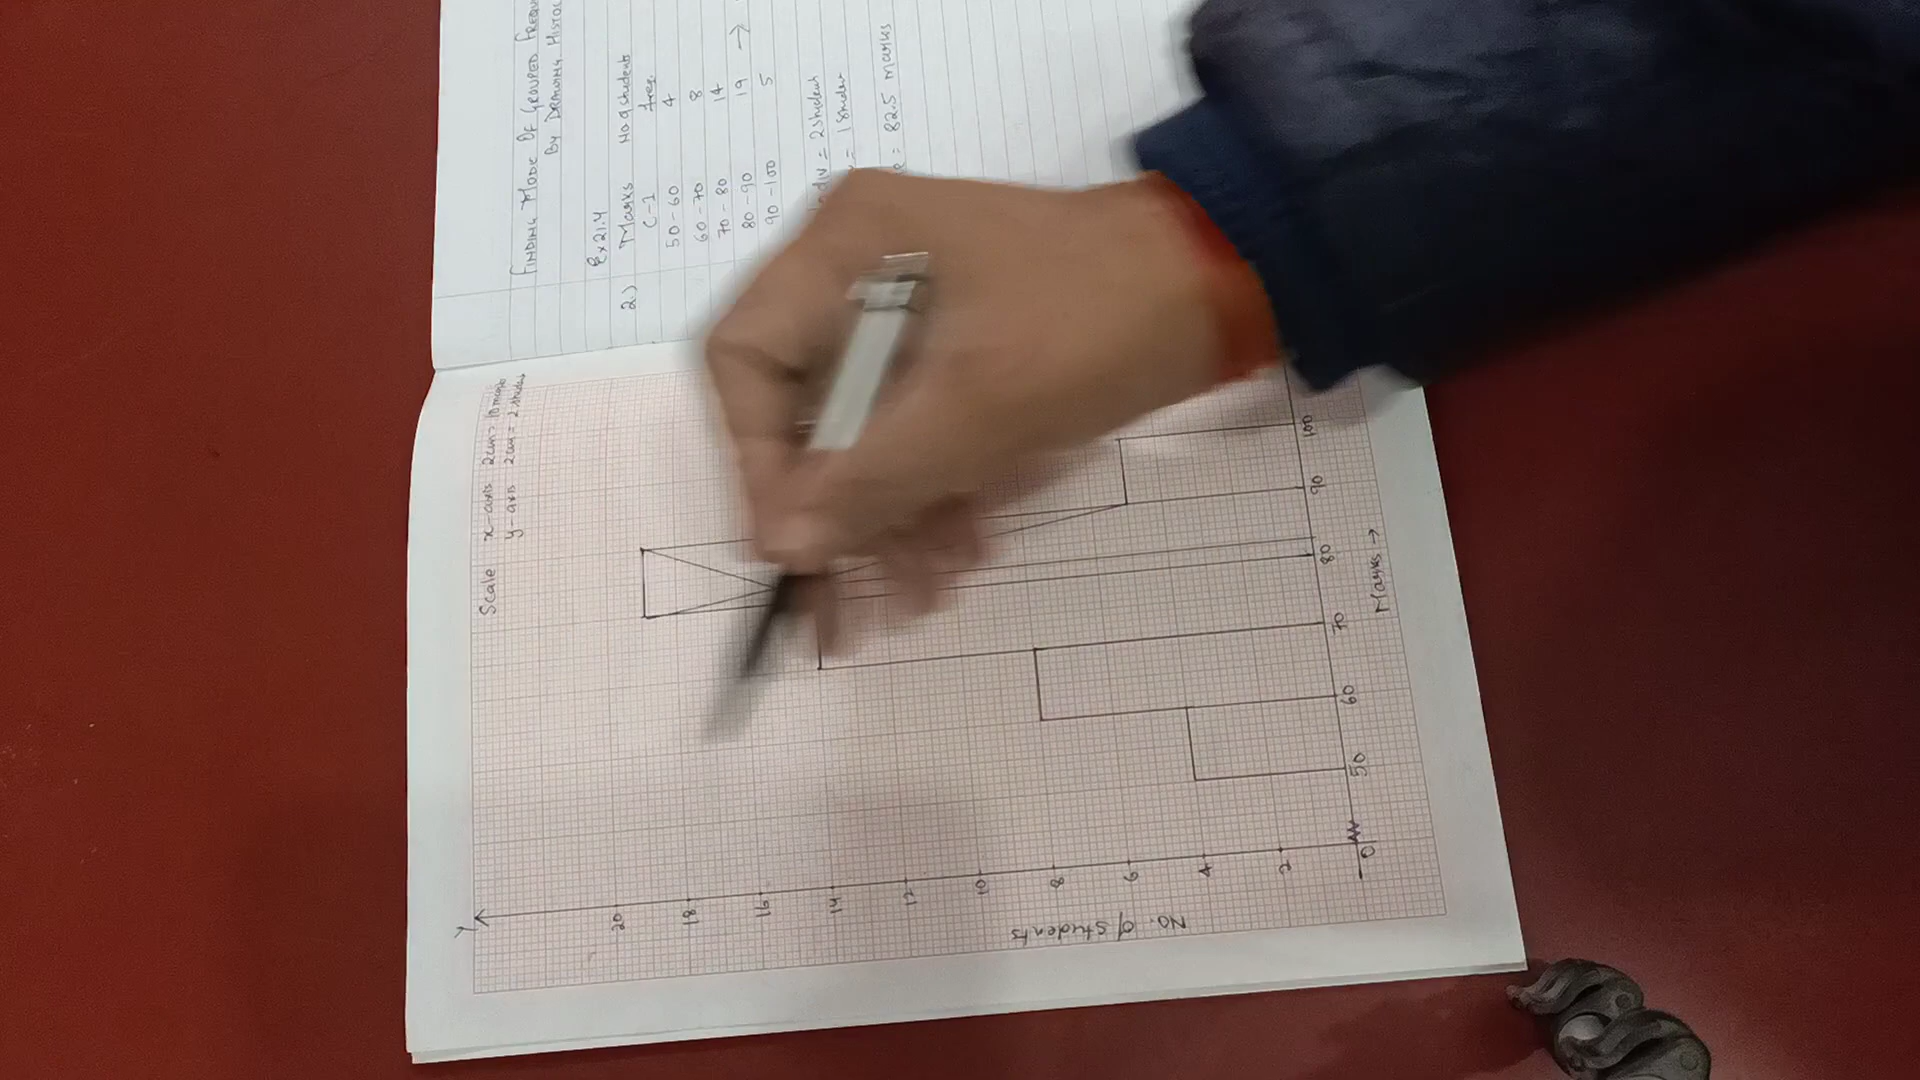 FINDING MODE OF GROUPED
BY DRAWING
Ex 21.4
2.) Marks No of students
C-I freq.
50-60 4
60-70 8
70-80 14
80-90 19 →
90-100 5
div = 2 student
= 1 student
= 82.5 marks
Scale x-axis 2cm = 10 marks
y-axis 2cm = 2 students
Y
20
18
16
14
12
10
8
6
4
2
0
50
60
70
80
90
100
No. of students
Marks →